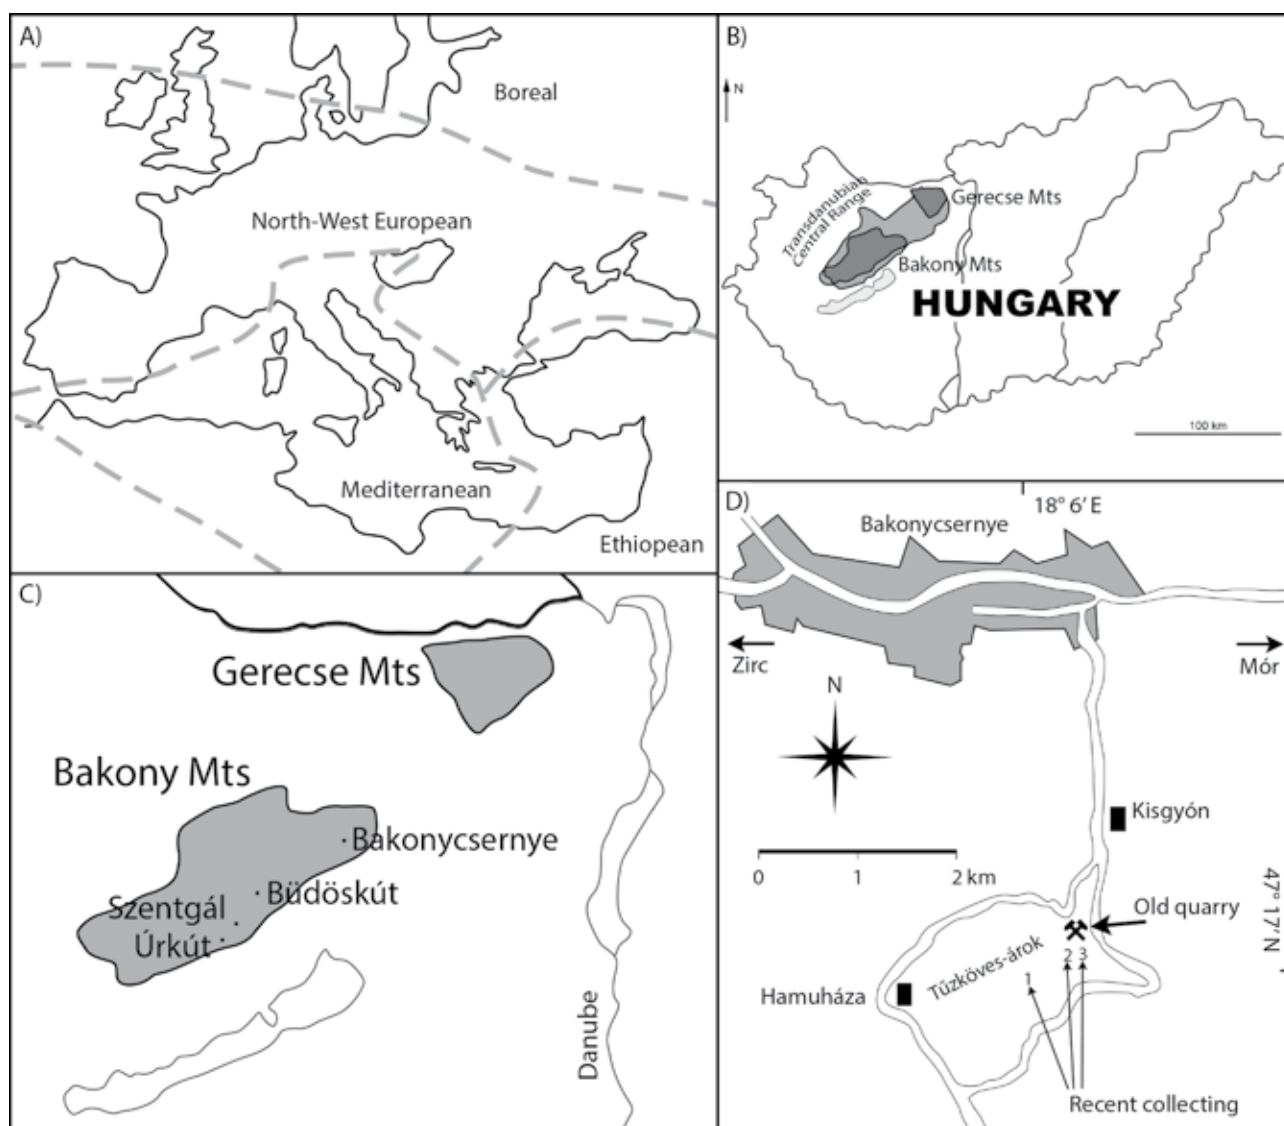 A)
Boreal
North-West European
Mediterranean
Ethiopian
B)
N
Transdanubian
Central Range
Gerecse Mts
Bakony Mts
HUNGARY
100 km
C)
Gerecse Mts
Bakony Mts
Bakonycsernye
Büdöskút
Szentgál
Úrkút
Danube
D)
18° 6' E
Bakonycsernye
Zirc
Mór
N
Kisgyón
0 1 2 km
47° 17' N
Old quarry
Tűzköves-árok
2 3
1
Hamuháza
Recent collecting